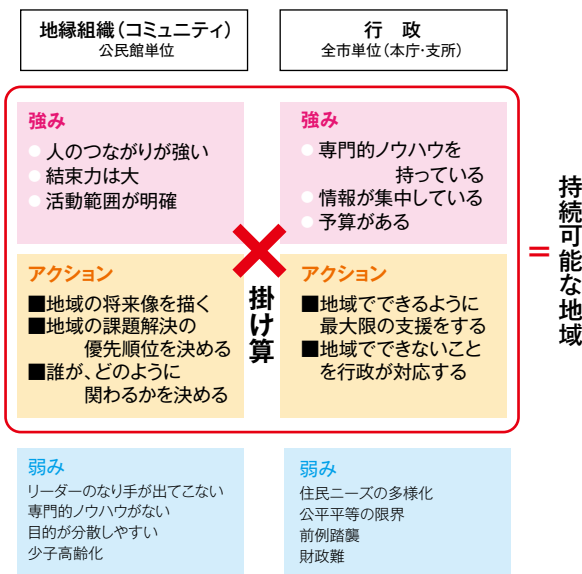 地縁組織（コミュニティ）
公民館単位
強み
● 人のつながりが強い
● 結束力は大
● 活動範囲が明確
アクション
■地域の将来像を描く
■地域の課題解決の
優先順位を決める
■誰が、どのように
関わるかを決める
弱み
リーダーのなり手が出てこない
専門的ノウハウがない
目的が分散しやすい
少子高齢化
×
掛け算
行 政
全市単位（本庁・支所）
強み
● 専門的ノウハウを
持っている
● 情報が集中している
● 予算がある
アクション
■地域でできるように
最大限の支援をする
■地域でできないこと
を行政が対応する
弱み
住民ニーズの多様化
公平平等の限界
前例踏襲
財政難
＝
持続可能な地域